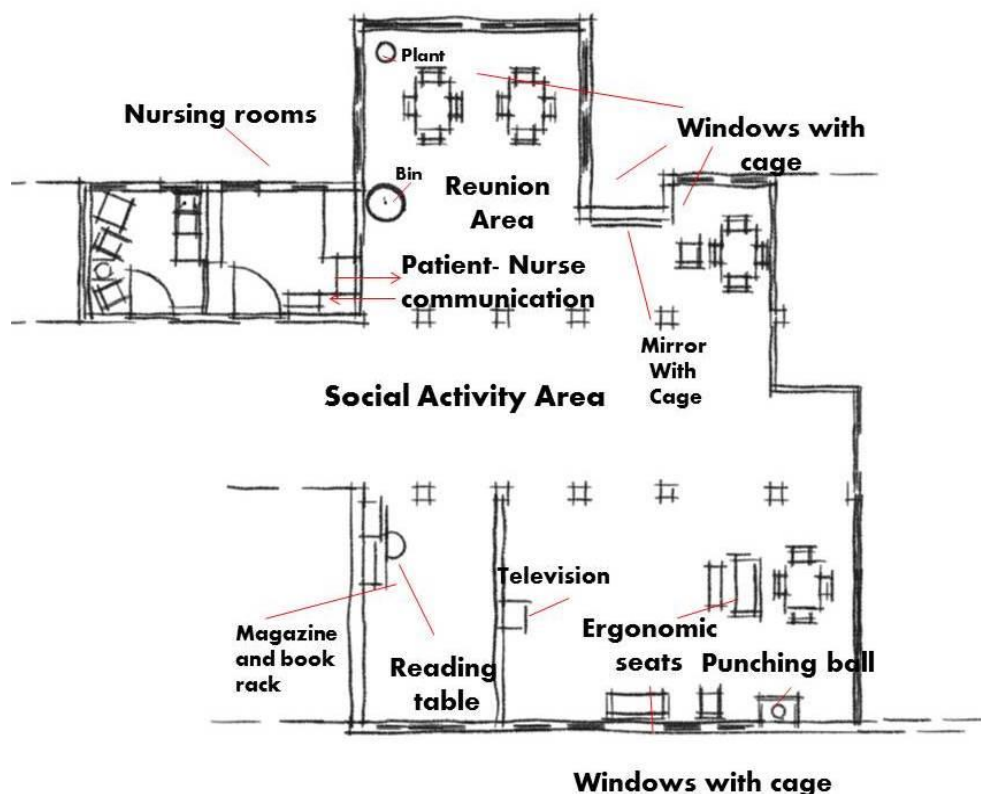 Plant
Nursing rooms
Windows with
cage
Bin
Reunion
Area
Patient- Nurse
communication
Mirror
With
Cage
Social Activity Area
Television
Magazine
and book
rack
Reading
table
Ergonomic
seats
Punching ball
Windows with cage